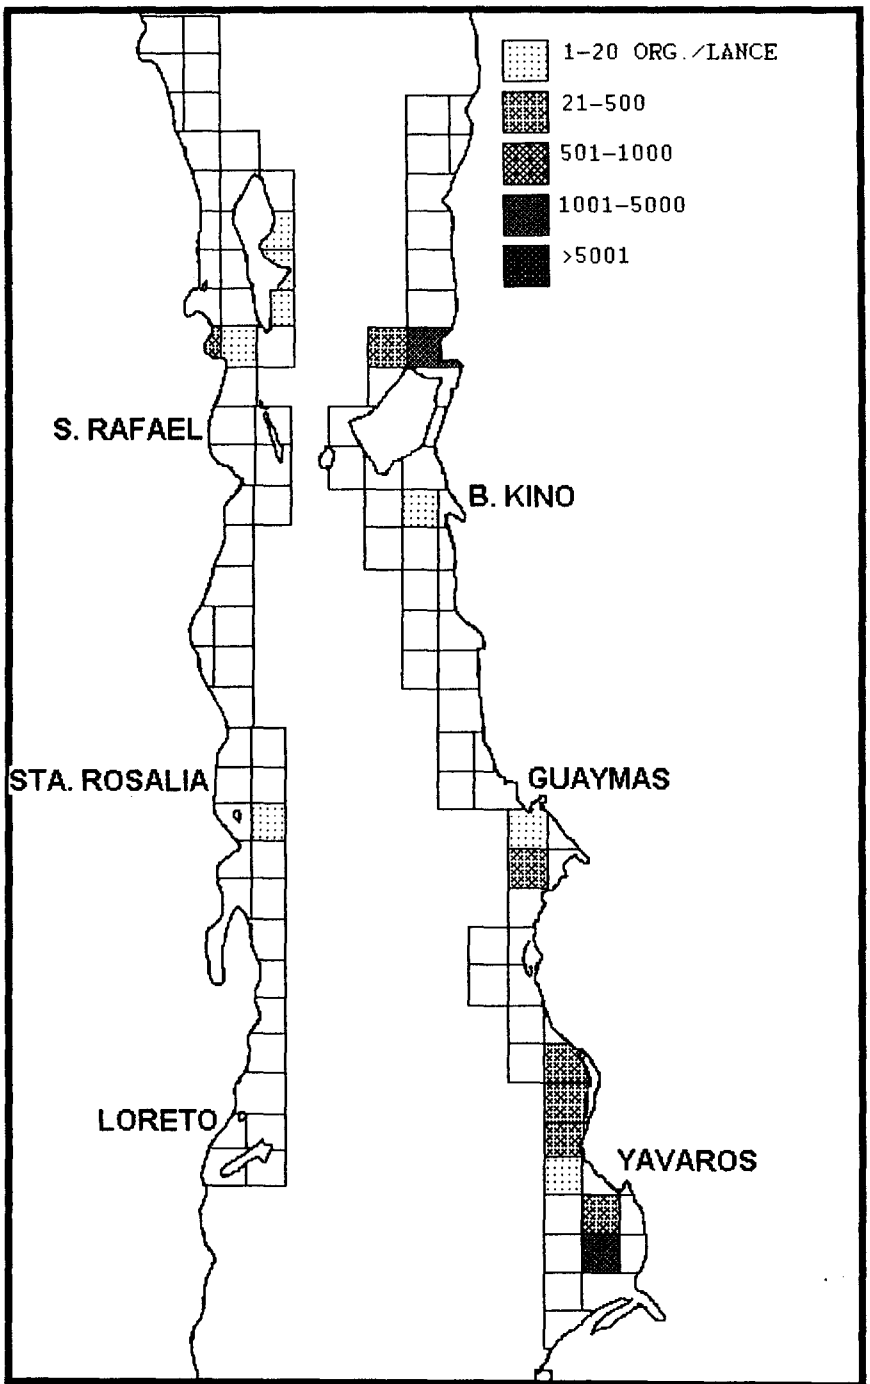 1-20 ORG./LANCE
21-500
501-1000
1001-5000
>5001
S. RAFAEL
B. KINO
STA. ROSALIA
GUAYMAS
LORETO
YAVAROS